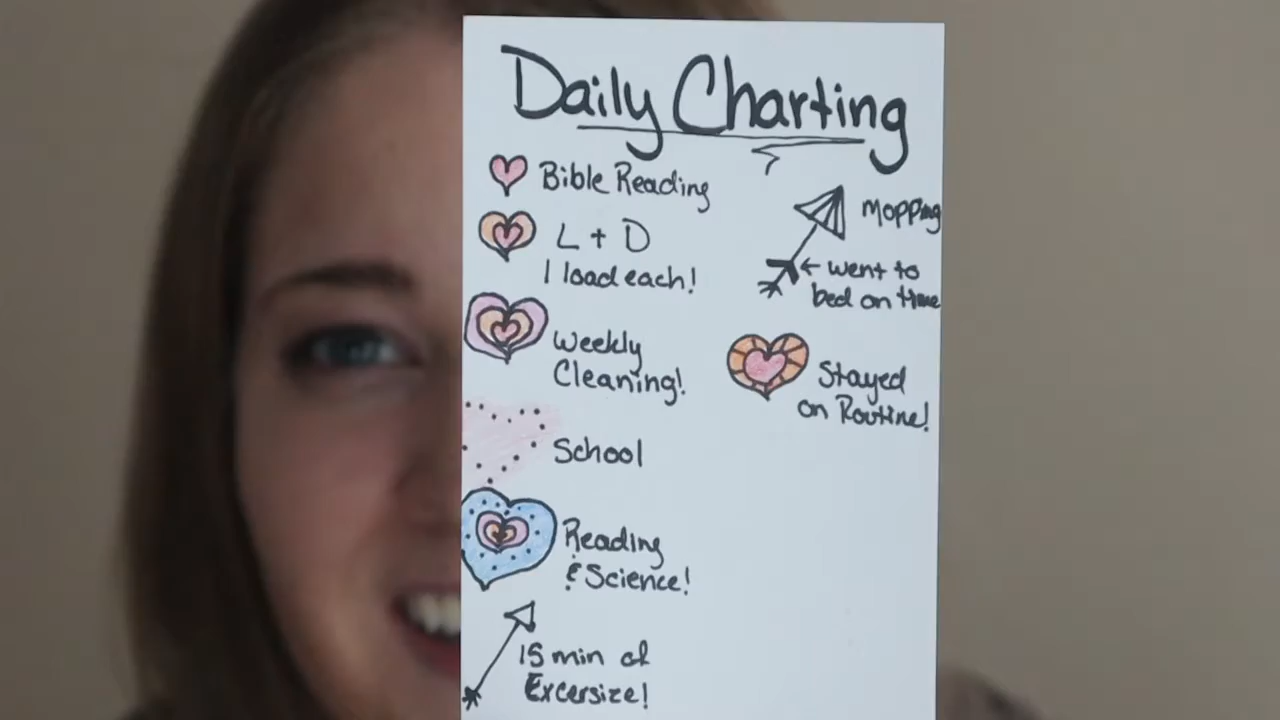 Daily Charting
Bible Reading
L + D
1 load each!
Weekly
Cleaning!
School
Reading
& Science!
15 min of
Excersize!
Mopping
← went to
bed on time
Stayed
on Routine!